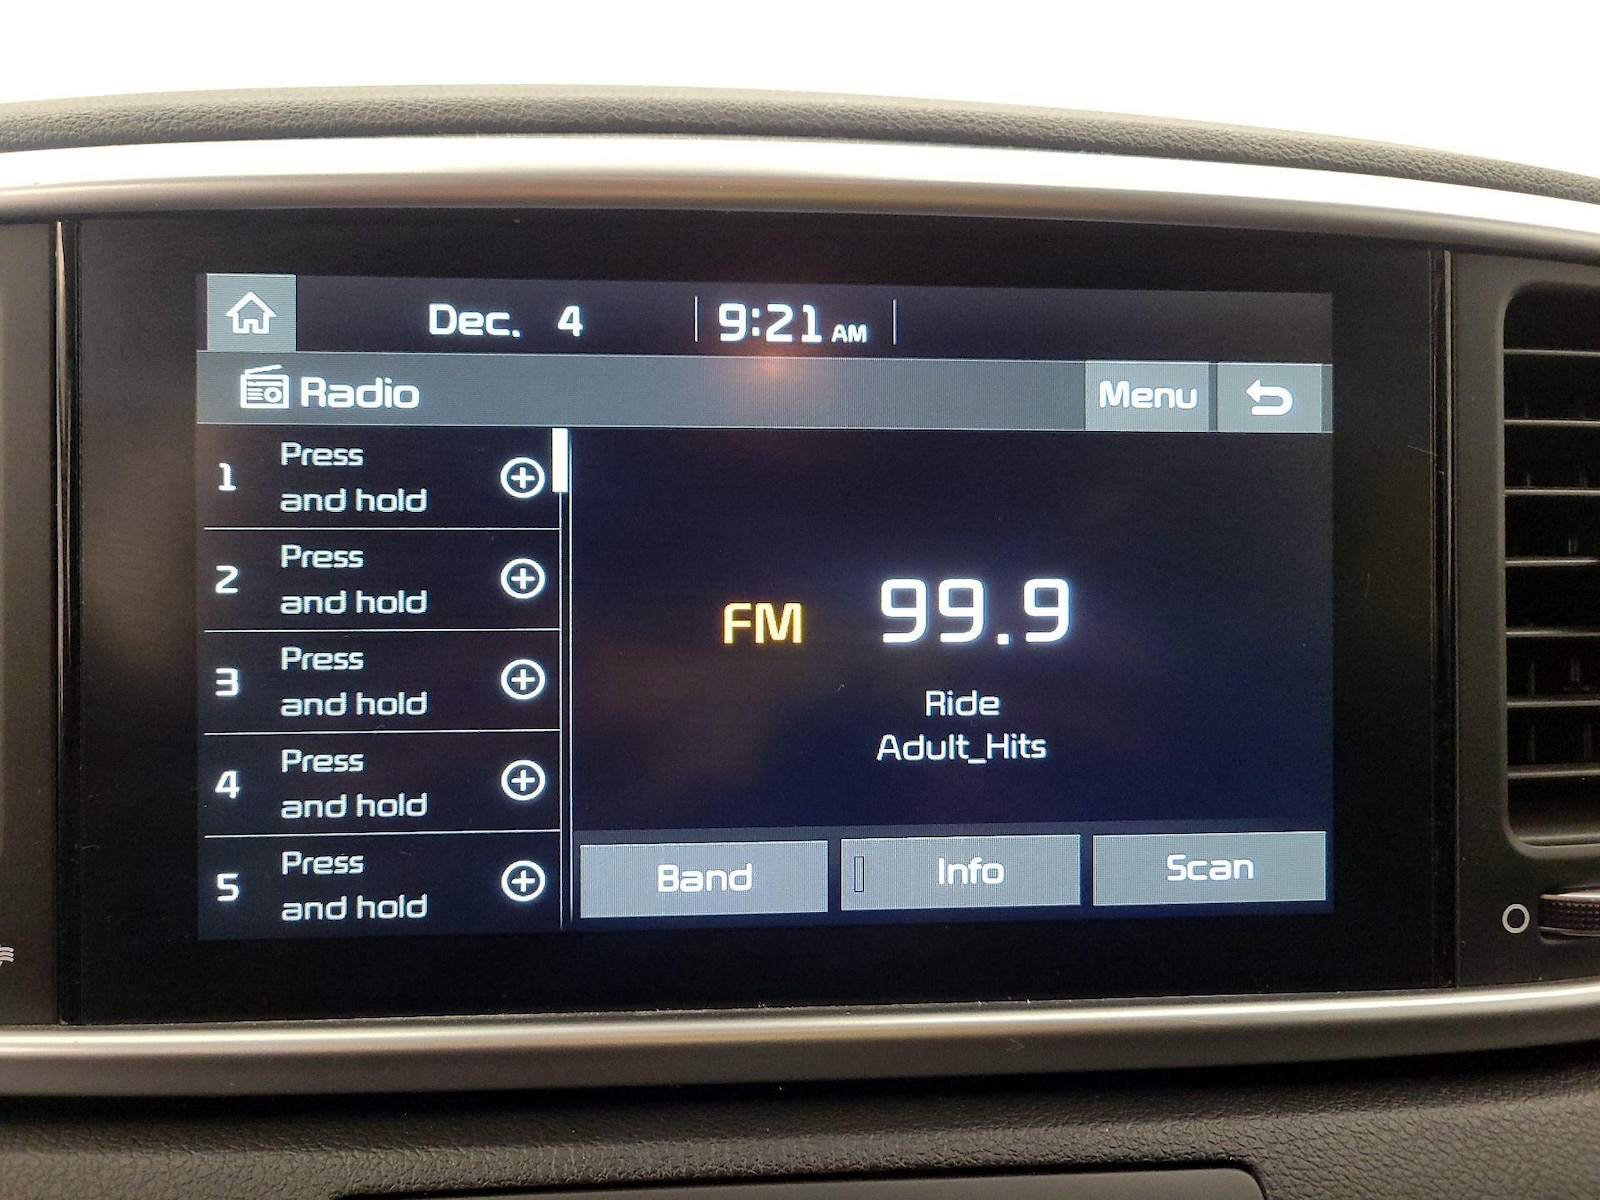 Dec. 4 9:21 AM
Radio
Menu
1 Press
and hold
2 Press
and hold
3 Press
and hold
4 Press
and hold
5 Press
and hold
FM 99.9
Ride
Adult_Hits
Band
Info
Scan